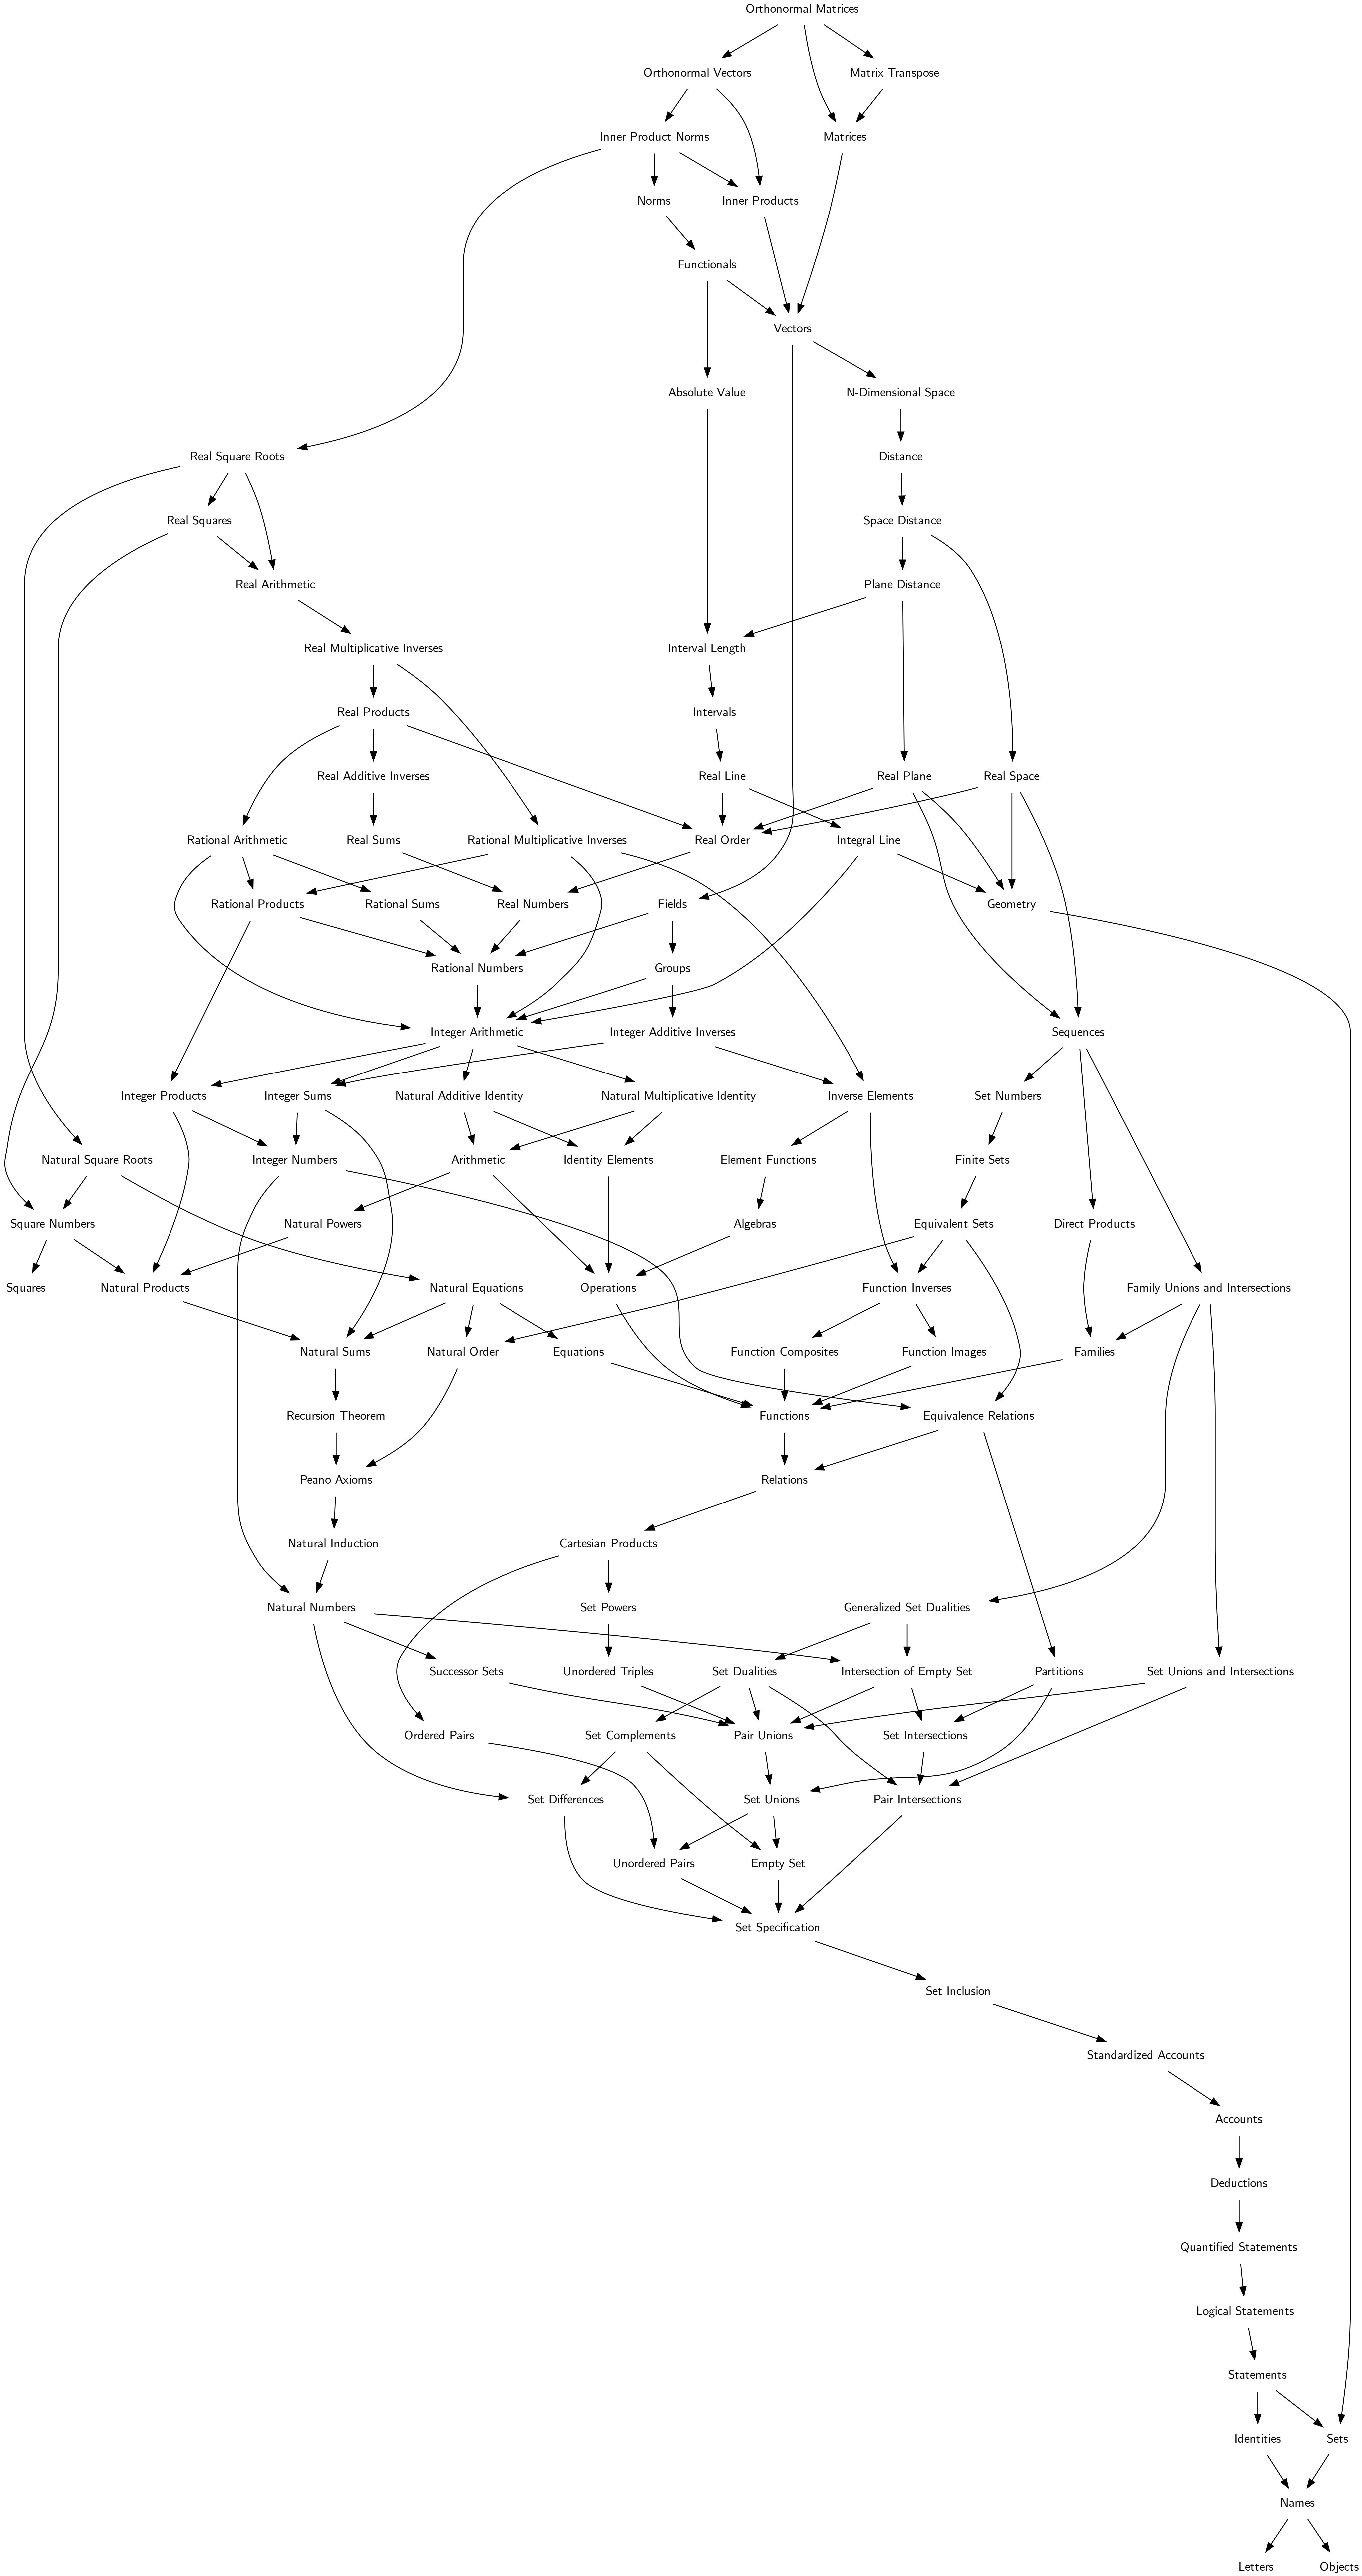 Orthonormal Matrices
Orthonormal Vectors
Matrix Transpose
Inner Product Norms
Matrices
Norms
Inner Products
Functionals
Vectors
Absolute Value
N-Dimensional Space
Real Square Roots
Distance
Real Squares
Space Distance
Real Arithmetic
Plane Distance
Real Multiplicative Inverses
Interval Length
Real Products
Intervals
Real Additive Inverses
Real Line
Real Plane
Real Space
Rational Arithmetic
Real Sums
Rational Multiplicative Inverses
Real Order
Integral Line
Rational Products
Rational Sums
Real Numbers
Fields
Geometry
Rational Numbers
Groups
Integer Arithmetic
Integer Additive Inverses
Sequences
Integer Products
Integer Sums
Natural Additive Identity
Natural Multiplicative Identity
Inverse Elements
Set Numbers
Natural Square Roots
Integer Numbers
Arithmetic
Identity Elements
Element Functions
Finite Sets
Square Numbers
Natural Powers
Algebras
Equivalent Sets
Direct Products
Squares
Natural Products
Natural Equations
Operations
Function Inverses
Family Unions and Intersections
Natural Sums
Natural Order
Equations
Function Composites
Function Images
Families
Recursion Theorem
Functions
Equivalence Relations
Peano Axioms
Relations
Natural Induction
Cartesian Products
Natural Numbers
Set Powers
Generalized Set Dualities
Successor Sets
Unordered Triples
Set Dualities
Intersection of Empty Set
Partitions
Set Unions and Intersections
Ordered Pairs
Set Complements
Pair Unions
Set Intersections
Set Differences
Set Unions
Pair Intersections
Unordered Pairs
Empty Set
Set Specification
Set Inclusion
Standardized Accounts
Accounts
Deductions
Quantified Statements
Logical Statements
Statements
Identities
Sets
Names
Letters
Objects